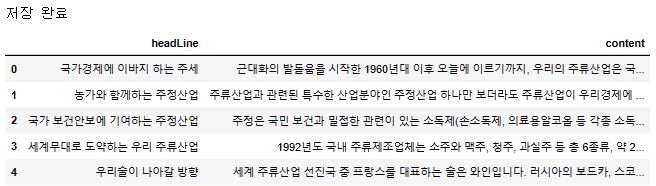 저장 완료
headLine content
0 국가경제에 이바지 하는 주세 근대화의 발돋움을 시작한 1960년대 이후 오늘에 이르기까지, 우리의 주류산업은 국...
1 농가와 함께하는 주정산업 주류산업과 관련된 특수한 산업분야인 주정산업 하나만 보더라도 주류산업이 우리경제에 ...
2 국가 보건안보에 기여하는 주정산업 주정은 국민 보건과 밀접한 관련이 있는 소독제(손소독제, 의료용알코올 등 각종 소독...
3 세계무대로 도약하는 우리 주류산업 1992년도 국내 주류제조업체는 소주와 맥주, 청주, 과실주 등 총 6종류, 약 2...
4 우리술이 나아갈 방향 세계 주류산업 선진국 중 프랑스를 대표하는 술은 와인입니다. 러시아의 보드카, 스코...